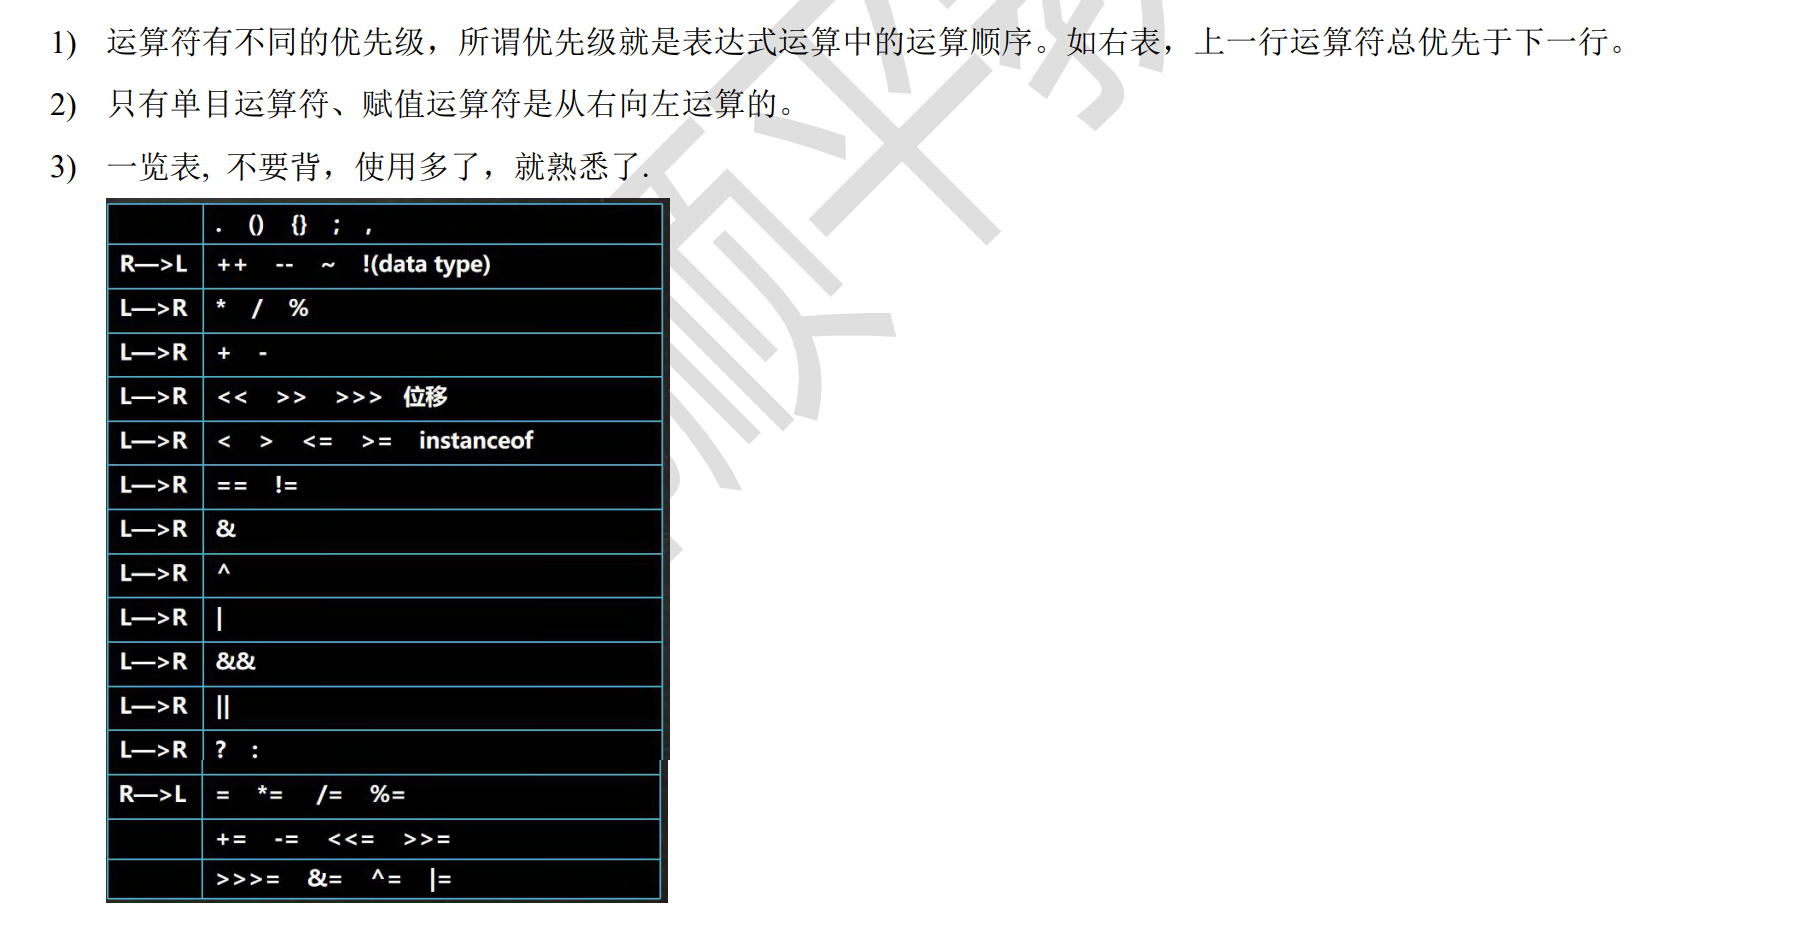 1) 运算符有不同的优先级，所谓优先级就是表达式运算中的运算顺序。如右表，上一行运算符总优先于下一行。
2) 只有单目运算符、赋值运算符是从右向左运算的。
3) 一览表, 不要背，使用多了，就熟悉了.
. () {} ; ,
R—>L ++ -- ~ !(data type)
L—>R * / %
L—>R + -
L—>R << >> >>> 位移
L—>R < > <= >= instanceof
L—>R == !=
L—>R &
L—>R ^
L—>R |
L—>R &&
L—>R ||
L—>R ? :
R—>L = *= /= %=
+= -= <<= >>=
>>>= &= ^= |=
顺平